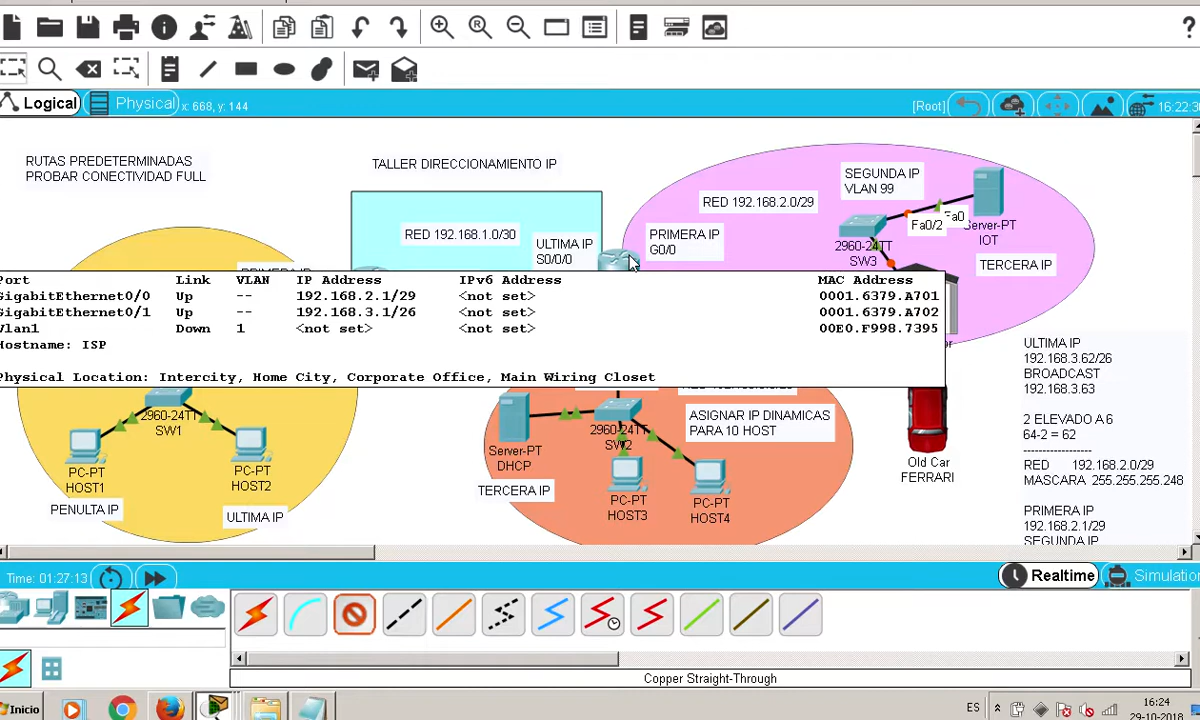 ?
Logical
Physical
x: 668, y: 144
[Root]
16:22:30
RUTAS PREDETERMINADAS
PROBAR CONECTIVIDAD FULL
TALLER DIRECCIONAMIENTO IP
RED 192.168.1.0/30
ULTIMA IP
S0/0/0
PRIMERA IP
G0/0
RED 192.168.2.0/29
SEGUNDA IP
VLAN 99
2960-24TT
SW3
Fa0/2
Fa0
Server-PT
IOT
TERCERA IP
Port Link VLAN IP Address IPv6 Address MAC Address
GigabitEthernet0/0 Up -- 192.168.2.1/29 <not set> 0001.6379.A701
GigabitEthernet0/1 Up -- 192.168.3.1/26 <not set> 0001.6379.A702
Vlan1 Down 1 <not set> <not set> 00E0.F998.7395
Hostname: ISP
Physical Location: Intercity, Home City, Corporate Office, Main Wiring Closet
2960-24TT
SW1
PC-PT
HOST1
PC-PT
HOST2
PENULTA IP
ULTIMA IP
Server-PT
DHCP
TERCERA IP
2960-24TT
SW2
ASIGNAR IP DINAMICAS
PARA 10 HOST
PC-PT
HOST3
PC-PT
HOST4
Old Car
FERRARI
ULTIMA IP
192.168.3.62/26
BROADCAST
192.168.3.63
2 ELEVADO A 6
64-2 = 62
------------------
RED 192.168.2.0/29
MASCARA 255.255.255.248
PRIMERA IP
192.168.2.1/29
SEGUNDA IP
Time: 01:27:13
Realtime
Simulation
Copper Straight-Through
Inicio
ES
16:24
29-10-2018